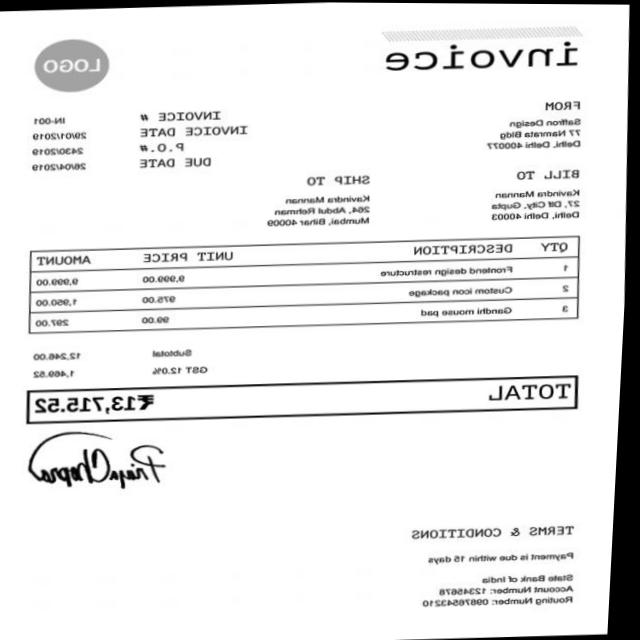 invoice
LOGO
FROM
Saffron Design
77 Namrata Bldg
Delhi, Delhi 400077
INVOICE # IN-001
INVOICE DATE 29/01/2019
P.O.# 2430/2019
DUE DATE 26/04/2019
BILL TO
Kavindra Mannan
27, Dlf City, Gupta
Delhi, Delhi 40003
SHIP TO
Kavindra Mannan
264, Abdul Rehman
Mumbai, Bihar 40009
QTY DESCRIPTION UNIT PRICE AMOUNT
1 Frontend design restructure 9,999.00 9,999.00
2 Custom icon package 975.00 1,950.00
3 Gandhi mouse pad 99.00 297.00
Subtotal 12,246.00
GST 12.0% 1,469.52
TOTAL ₹13,715.52
Priya Chopra
TERMS & CONDITIONS
Payment is due within 15 days
State Bank of India
Account Number: 12345678
Routing Number: 09876543210